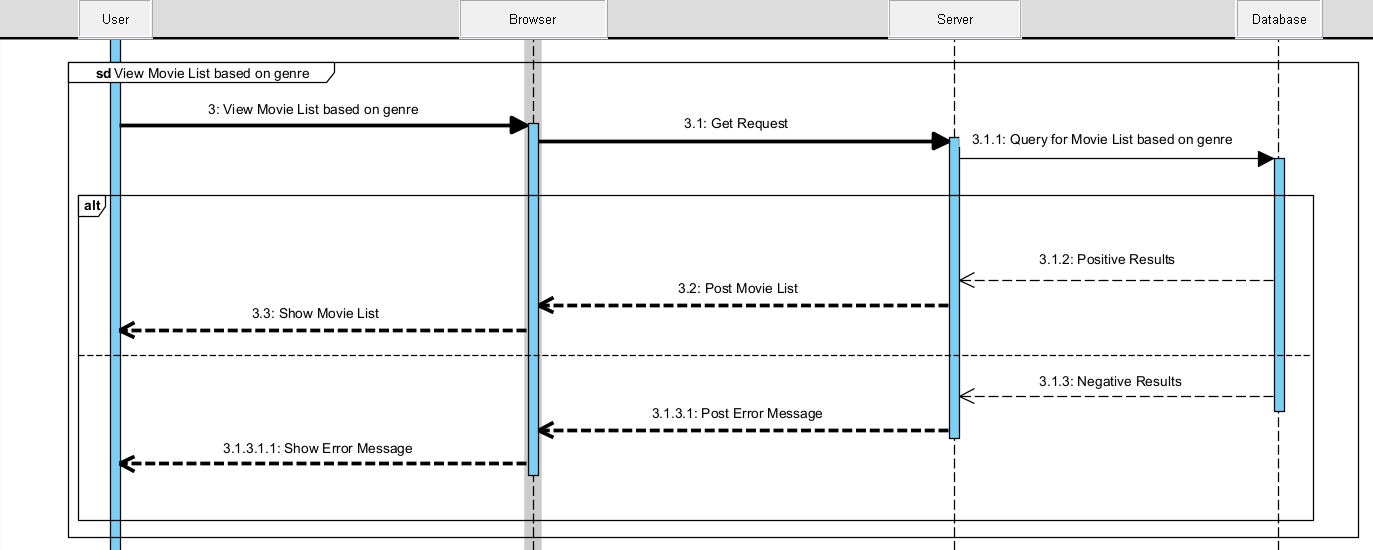 User
Browser
Server
Database
sd View Movie List based on genre
3: View Movie List based on genre
3.1: Get Request
3.1.1: Query for Movie List based on genre
alt
3.1.2: Positive Results
3.2: Post Movie List
3.3: Show Movie List
3.1.3: Negative Results
3.1.3.1: Post Error Message
3.1.3.1.1: Show Error Message